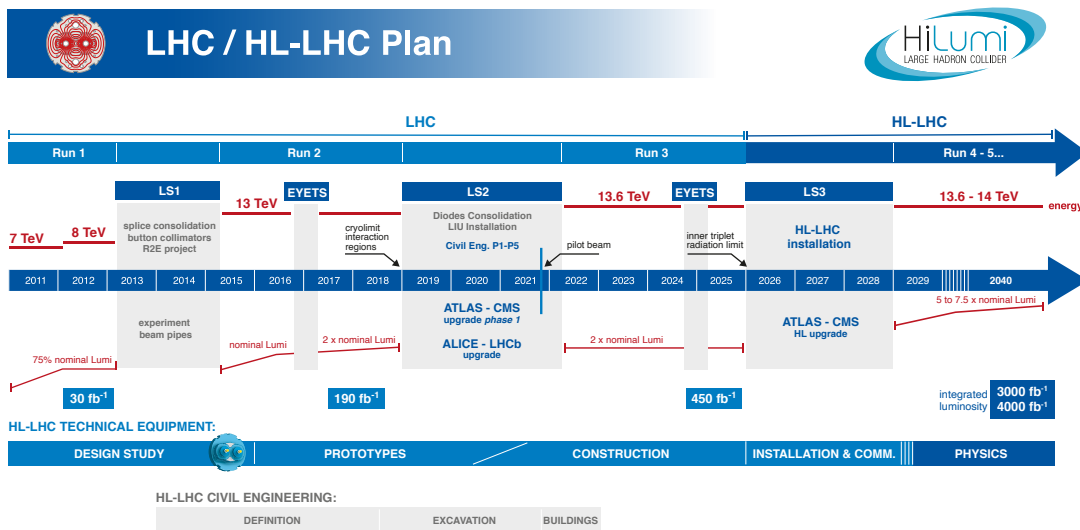 LHC / HL-LHC Plan
HiLumi
LARGE HADRON COLLIDER
LHC
HL-LHC
Run 1
Run 2
Run 3
Run 4 - 5...
LS1
EYETS
LS2
EYETS
LS3
13 TeV
13.6 TeV
13.6 - 14 TeV
energy
7 TeV
8 TeV
splice consolidation
button collimators
R2E project
cryolimit
interaction
regions
Diodes Consolidation
LIU Installation
Civil Eng. P1-P5
pilot beam
inner triplet
radiation limit
HL-LHC
installation
2011 2012 2013 2014 2015 2016 2017 2018 2019 2020 2021 2022 2023 2024 2025 2026 2027 2028 2029 2040
5 to 7.5 x nominal Lumi
experiment
beam pipes
ATLAS - CMS
upgrade phase 1
ALICE - LHCb
upgrade
ATLAS - CMS
HL upgrade
75% nominal Lumi
nominal Lumi
2 x nominal Lumi
2 x nominal Lumi
30 fb⁻¹
190 fb⁻¹
450 fb⁻¹
integrated
luminosity
3000 fb⁻¹
4000 fb⁻¹
HL-LHC TECHNICAL EQUIPMENT:
DESIGN STUDY
PROTOTYPES
CONSTRUCTION
INSTALLATION & COMM.
PHYSICS
HL-LHC CIVIL ENGINEERING:
DEFINITION
EXCAVATION
BUILDINGS